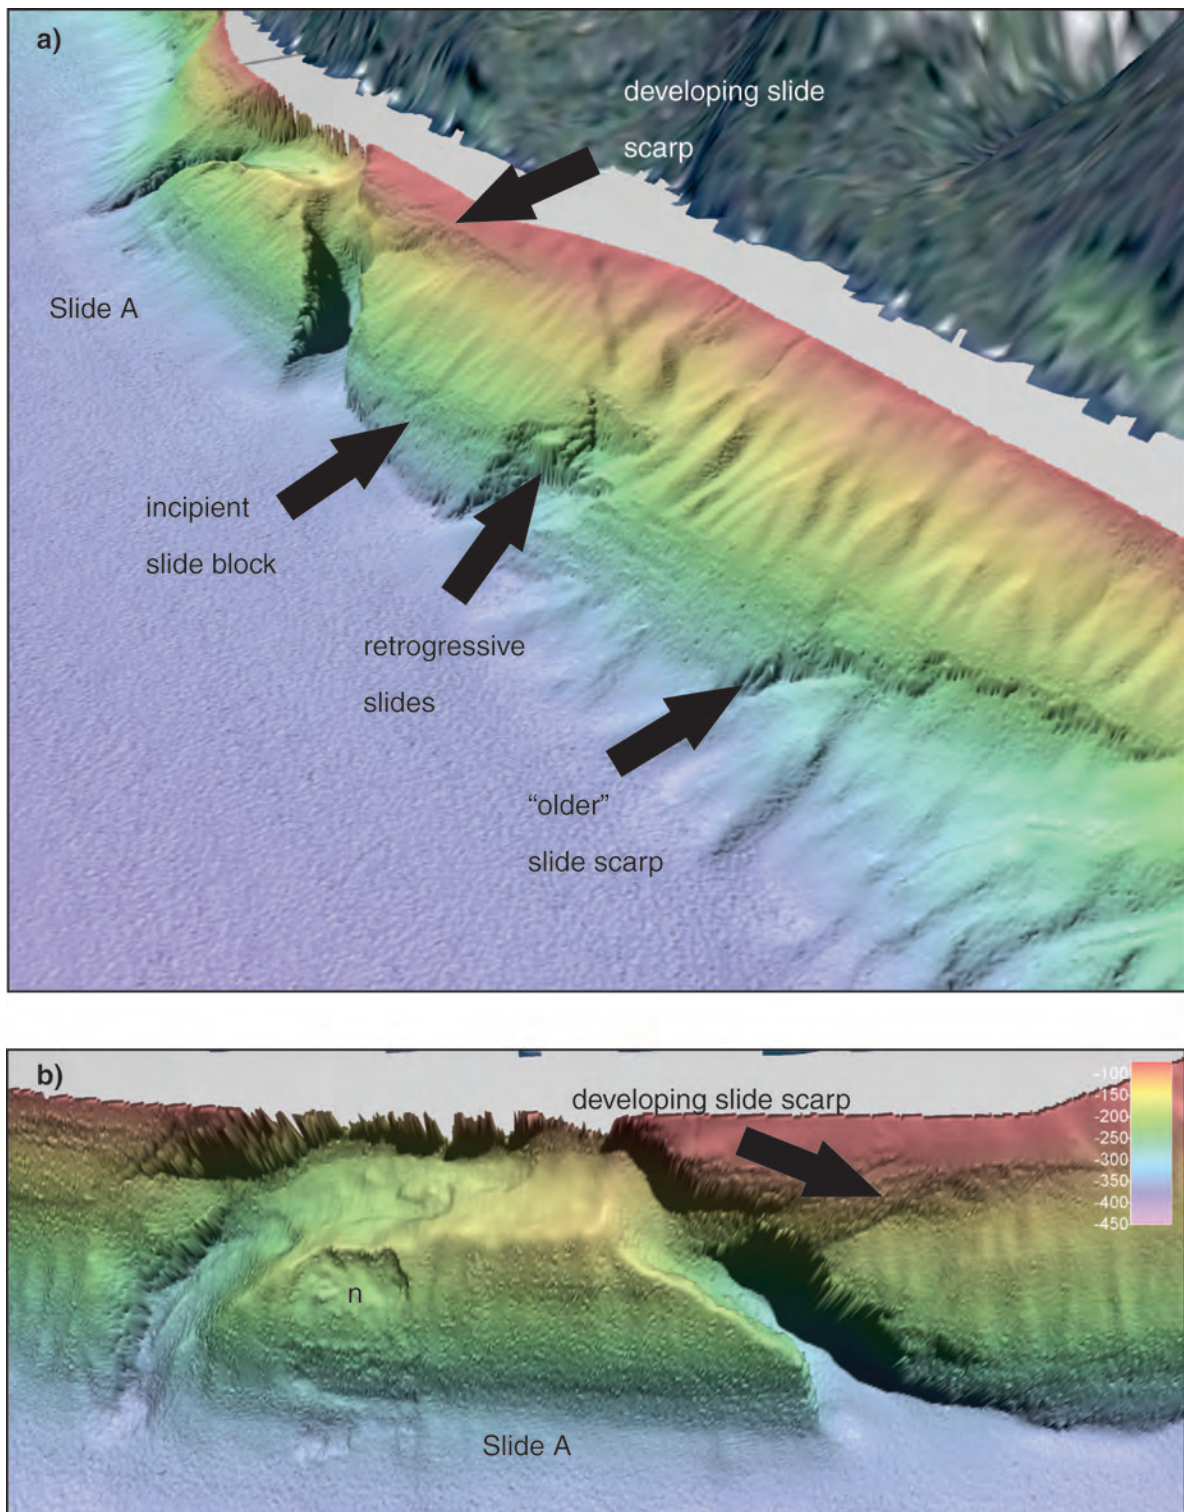 a)
developing slide
scarp
Slide A
incipient
slide block
retrogressive
slides
“older”
slide scarp
b)
developing slide scarp
-100
-150
-200
-250
-300
-350
-400
-450
n
Slide A